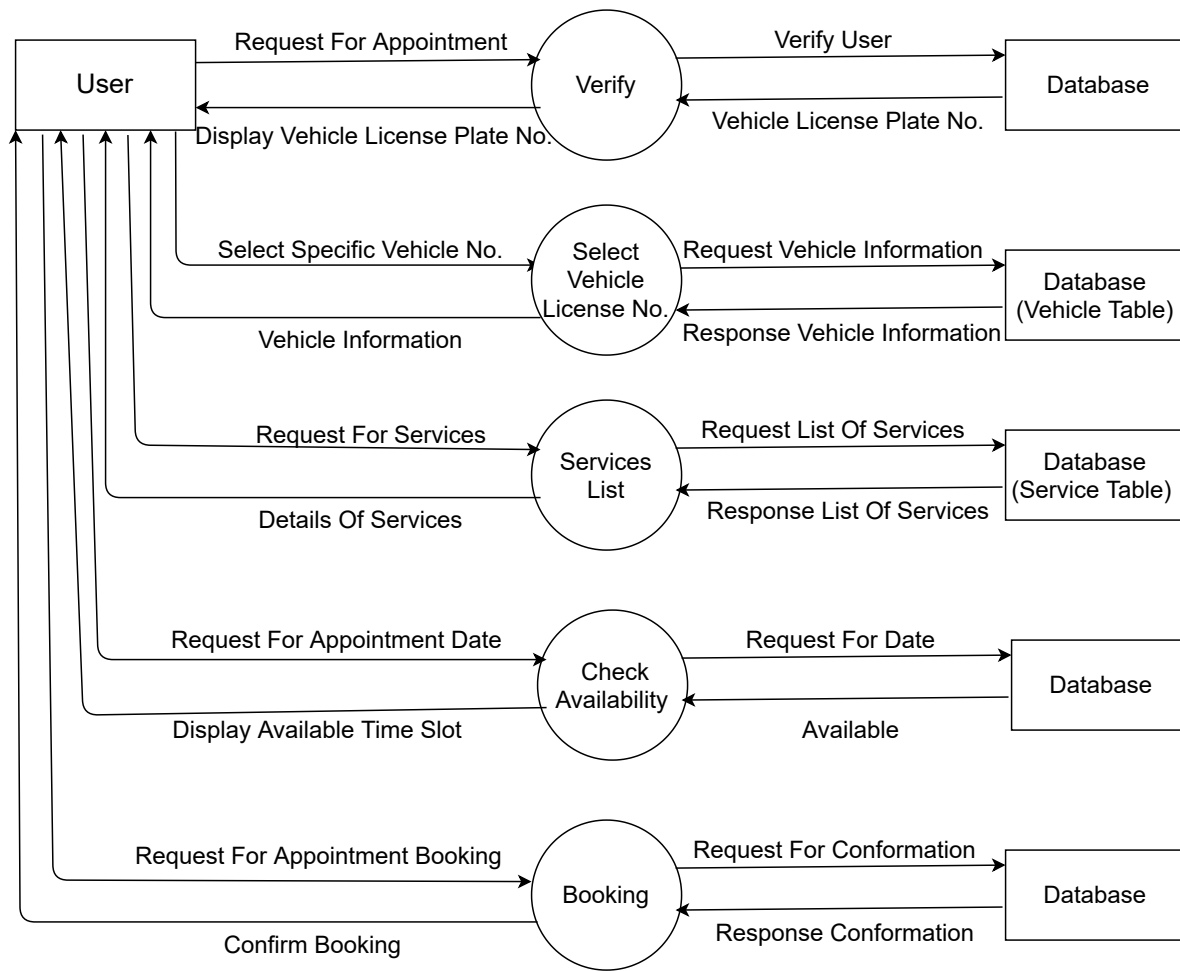 Request For Appointment
Verify User
User
Verify
Database
Display Vehicle License Plate No.
Vehicle License Plate No.
Select Specific Vehicle No.
Select
Vehicle
License No.
Request Vehicle Information
Database
(Vehicle Table)
Vehicle Information
Response Vehicle Information
Request For Services
Services
List
Request List Of Services
Database
(Service Table)
Details Of Services
Response List Of Services
Request For Appointment Date
Check
Availability
Request For Date
Database
Display Available Time Slot
Available
Request For Appointment Booking
Booking
Request For Conformation
Database
Confirm Booking
Response Conformation